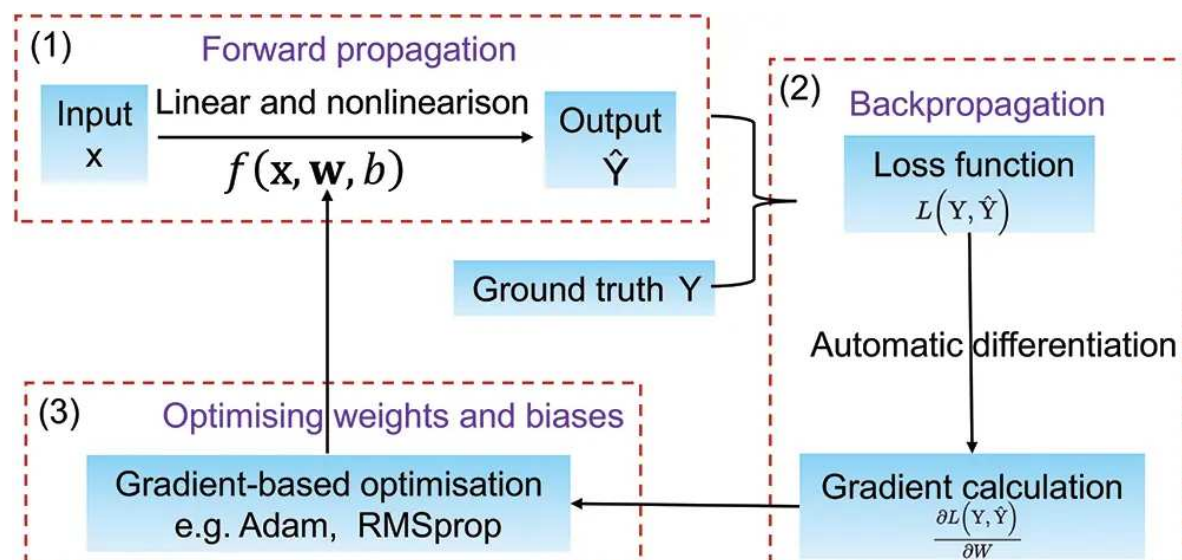 (1)
Forward propagation
Input
x
Linear and nonlinearison
f(x, w, b)
Output
Ŷ
Ground truth Y
(2)
Backpropagation
Loss function
L(Y, Ŷ)
Automatic differentiation
Gradient calculation
∂L(Y, Ŷ)
∂W
(3)
Optimising weights and biases
Gradient-based optimisation
e.g. Adam, RMSprop